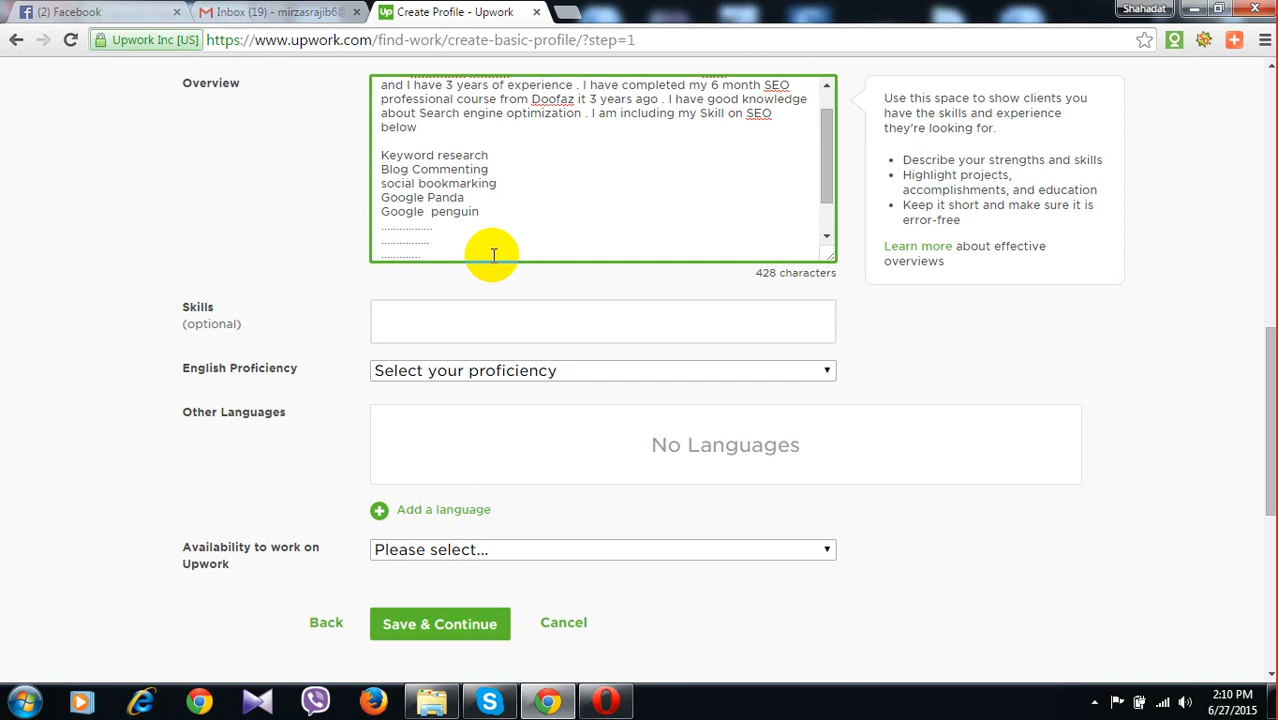 (2) Facebook
Inbox (19) - mirzasrajib6@
Create Profile - Upwork
Shahadat
Upwork Inc [US]
https://www.upwork.com/find-work/create-basic-profile/?step=1
Overview
and I have 3 years of experience . I have completed my 6 month SEO
professional course from Doofaz it 3 years ago . I have good knowledge
about Search engine optimization . I am including my Skill on SEO
below
Keyword research
Blog Commenting
social bookmarking
Google Panda
Google  penguin
.................
................
.............
428 characters
Use this space to show clients you
have the skills and experience
they're looking for.
• Describe your strengths and skills
• Highlight projects,
accomplishments, and education
• Keep it short and make sure it is
error-free
Learn more about effective
overviews
Skills
(optional)
English Proficiency
Select your proficiency
Other Languages
No Languages
Add a language
Availability to work on
Upwork
Please select...
Back
Save & Continue
Cancel
2:10 PM
6/27/2015